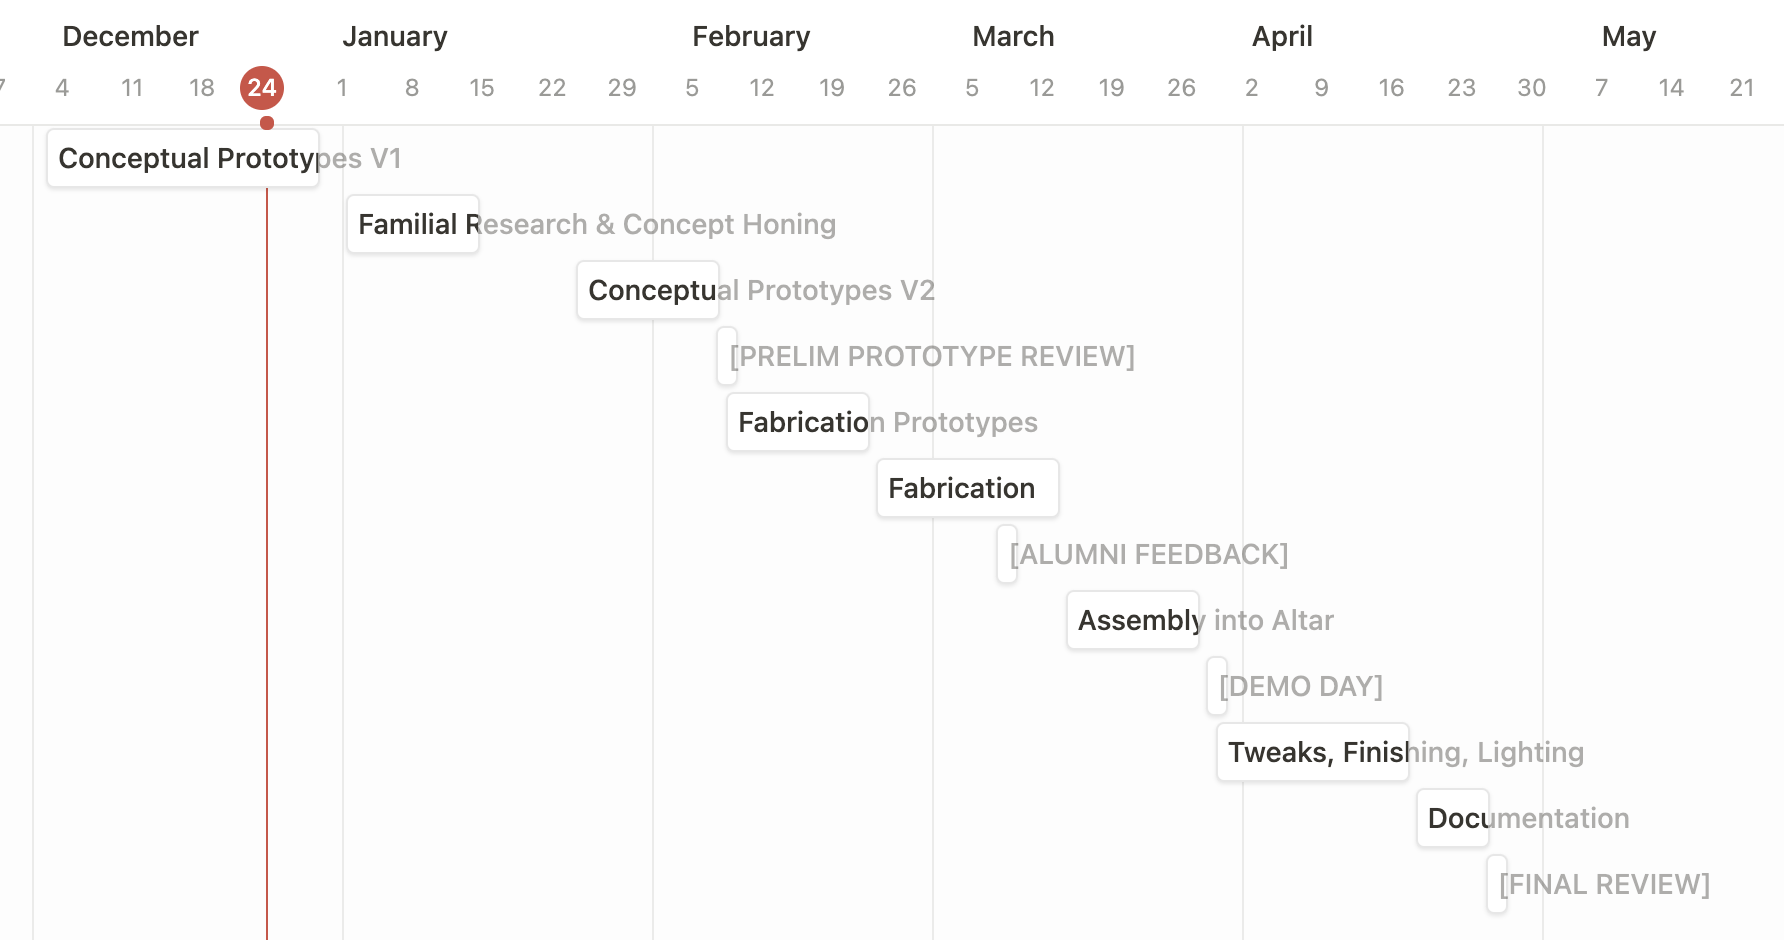 December January February March April May
7 4 11 18 24 1 8 15 22 29 5 12 19 26 5 12 19 26 2 9 16 23 30 7 14 21
Conceptual Prototypes V1
Familial Research & Concept Honing
Conceptual Prototypes V2
[PRELIM PROTOTYPE REVIEW]
Fabrication Prototypes
Fabrication
[ALUMNI FEEDBACK]
Assembly into Altar
[DEMO DAY]
Tweaks, Finishing, Lighting
Documentation
[FINAL REVIEW]